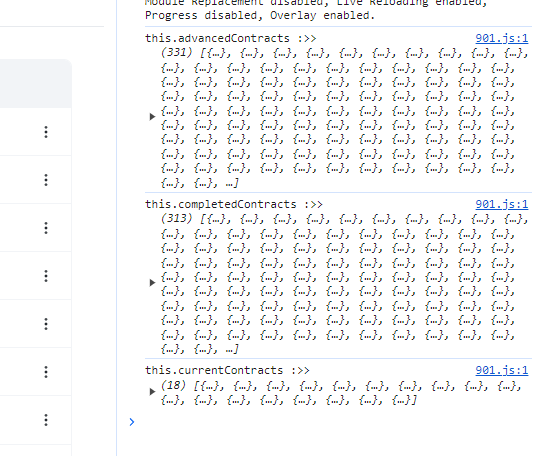 Module Replacement disabled, Live Reloading enabled,
Progress disabled, Overlay enabled.
this.advancedContracts :>> 901.js:1
(331) [{…}, {…}, {…}, {…}, {…}, {…}, {…}, {…}, {…}, {…},
{…}, {…}, {…}, {…}, {…}, {…}, {…}, {…}, {…}, {…}, {…},
{…}, {…}, {…}, {…}, {…}, {…}, {…}, {…}, {…}, {…}, {…},
{…}, {…}, {…}, {…}, {…}, {…}, {…}, {…}, {…}, {…}, {…},
{…}, {…}, {…}, {…}, {…}, {…}, {…}, {…}, {…}, {…}, {…},
{…}, {…}, {…}, {…}, {…}, {…}, {…}, {…}, {…}, {…}, {…},
{…}, {…}, {…}, {…}, {…}, {…}, {…}, {…}, {…}, {…}, {…},
{…}, {…}, {…}, {…}, {…}, {…}, {…}, {…}, {…}, {…}, {…},
{…}, {…}, {…}, {…}, {…}, {…}, {…}, {…}, {…}, {…}, {…},
{…}, {…}, …]
this.completedContracts :>> 901.js:1
(313) [{…}, {…}, {…}, {…}, {…}, {…}, {…}, {…}, {…}, {…},
{…}, {…}, {…}, {…}, {…}, {…}, {…}, {…}, {…}, {…}, {…},
{…}, {…}, {…}, {…}, {…}, {…}, {…}, {…}, {…}, {…}, {…},
{…}, {…}, {…}, {…}, {…}, {…}, {…}, {…}, {…}, {…}, {…},
{…}, {…}, {…}, {…}, {…}, {…}, {…}, {…}, {…}, {…}, {…},
{…}, {…}, {…}, {…}, {…}, {…}, {…}, {…}, {…}, {…}, {…},
{…}, {…}, {…}, {…}, {…}, {…}, {…}, {…}, {…}, {…}, {…},
{…}, {…}, {…}, {…}, {…}, {…}, {…}, {…}, {…}, {…}, {…},
{…}, {…}, {…}, {…}, {…}, {…}, {…}, {…}, {…}, {…}, {…},
{…}, {…}, …]
this.currentContracts :>> 901.js:1
(18) [{…}, {…}, {…}, {…}, {…}, {…}, {…}, {…}, {…}, {…},
{…}, {…}, {…}, {…}, {…}, {…}, {…}, {…}]